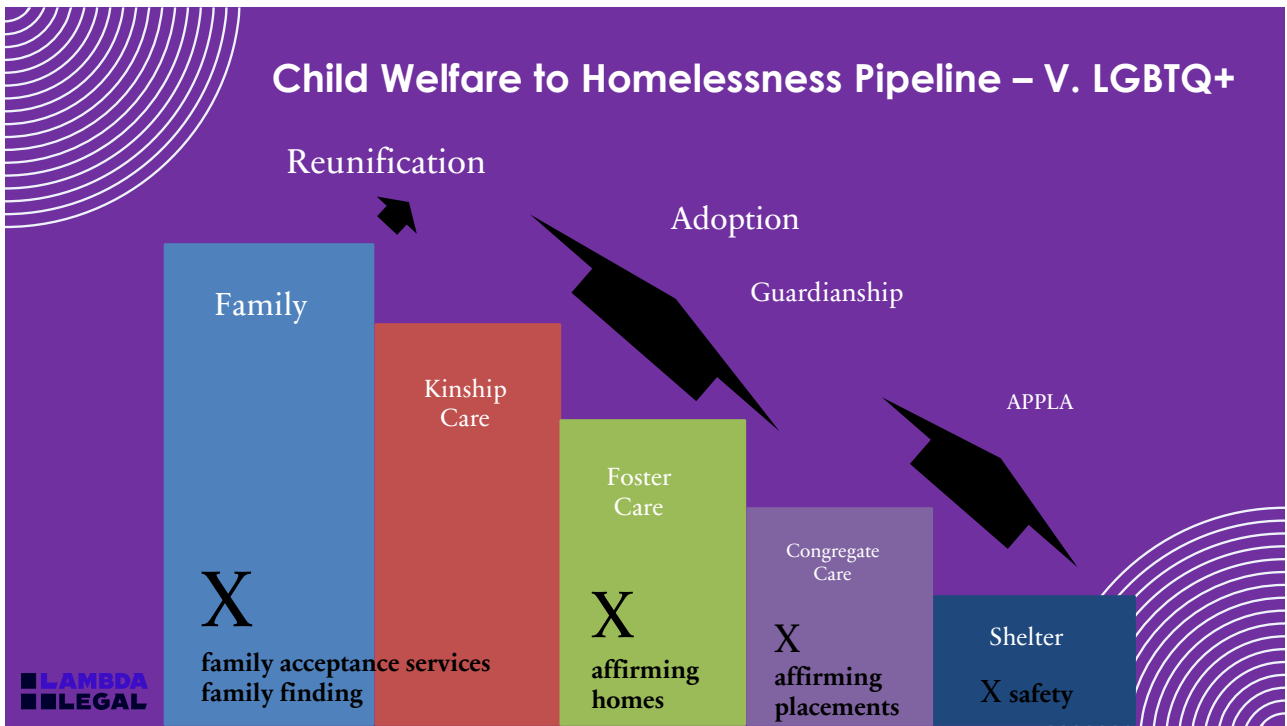 Child Welfare to Homelessness Pipeline – V. LGBTQ+
Reunification
Adoption
Guardianship
APPLA
Family
X
family acceptance services
family finding
Kinship
Care
Foster
Care
X
affirming
homes
Congregate
Care
X
affirming
placements
Shelter
X safety
LAMBDA
LEGAL